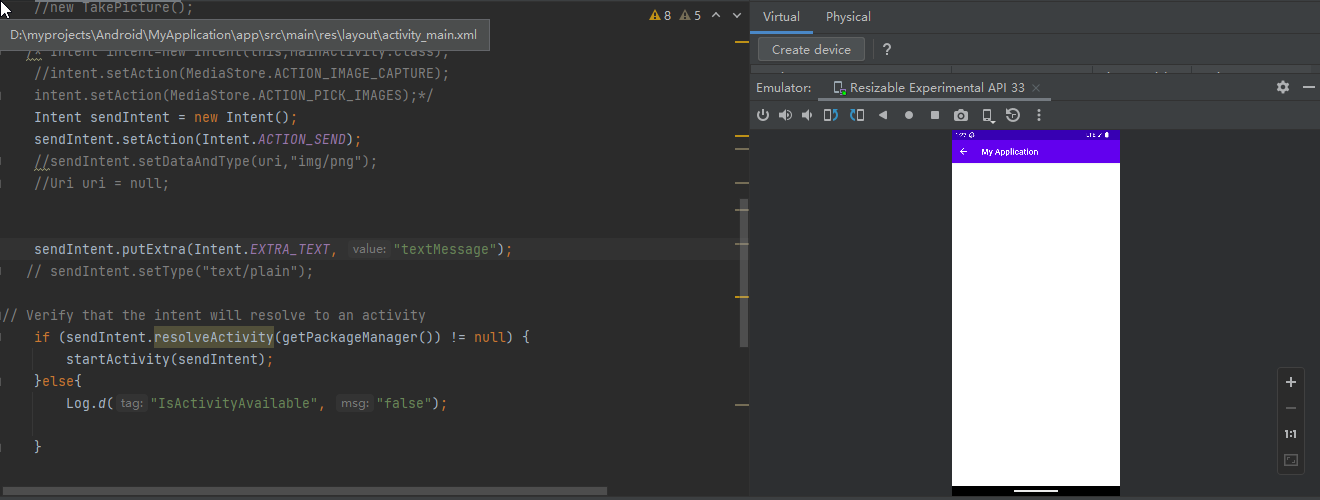 //new TakePicture();
8 5
D:\myprojects\Android\MyApplication\app\src\main\res\layout\activity_main.xml
/* Intent intent=new Intent(this,MainActivity.class);
//intent.setAction(MediaStore.ACTION_IMAGE_CAPTURE);
intent.setAction(MediaStore.ACTION_PICK_IMAGES);*/
Intent sendIntent = new Intent();
sendIntent.setAction(Intent.ACTION_SEND);
//sendIntent.setDataAndType(uri,"img/png");
//Uri uri = null;
sendIntent.putExtra(Intent.EXTRA_TEXT, value: "textMessage");
// sendIntent.setType("text/plain");
// Verify that the intent will resolve to an activity
if (sendIntent.resolveActivity(getPackageManager()) != null) {
startActivity(sendIntent);
}else{
Log.d(tag: "IsActivityAvailable", msg: "false");
}
Virtual Physical
Create device ?
Emulator: Resizable Experimental API 33
My Application
1:1